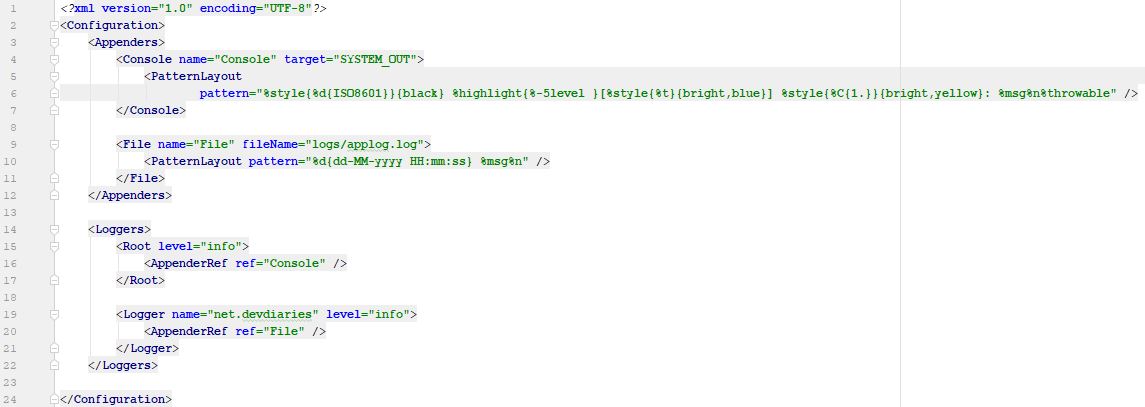 1 <?xml version="1.0" encoding="UTF-8"?>
2 <Configuration>
3 <Appenders>
4 <Console name="Console" target="SYSTEM_OUT">
5 <PatternLayout
6 pattern="%style{%d{ISO8601}}{black} %highlight{%-5level }[%style{%t}{bright,blue}] %style{%C{1.}}{bright,yellow}: %msg%n%throwable" />
7 </Console>
8
9 <File name="File" fileName="logs/applog.log">
10 <PatternLayout pattern="%d{dd-MM-yyyy HH:mm:ss} %msg%n" />
11 </File>
12 </Appenders>
13
14 <Loggers>
15 <Root level="info">
16 <AppenderRef ref="Console" />
17 </Root>
18
19 <Logger name="net.devdiaries" level="info">
20 <AppenderRef ref="File" />
21 </Logger>
22 </Loggers>
23
24 </Configuration>